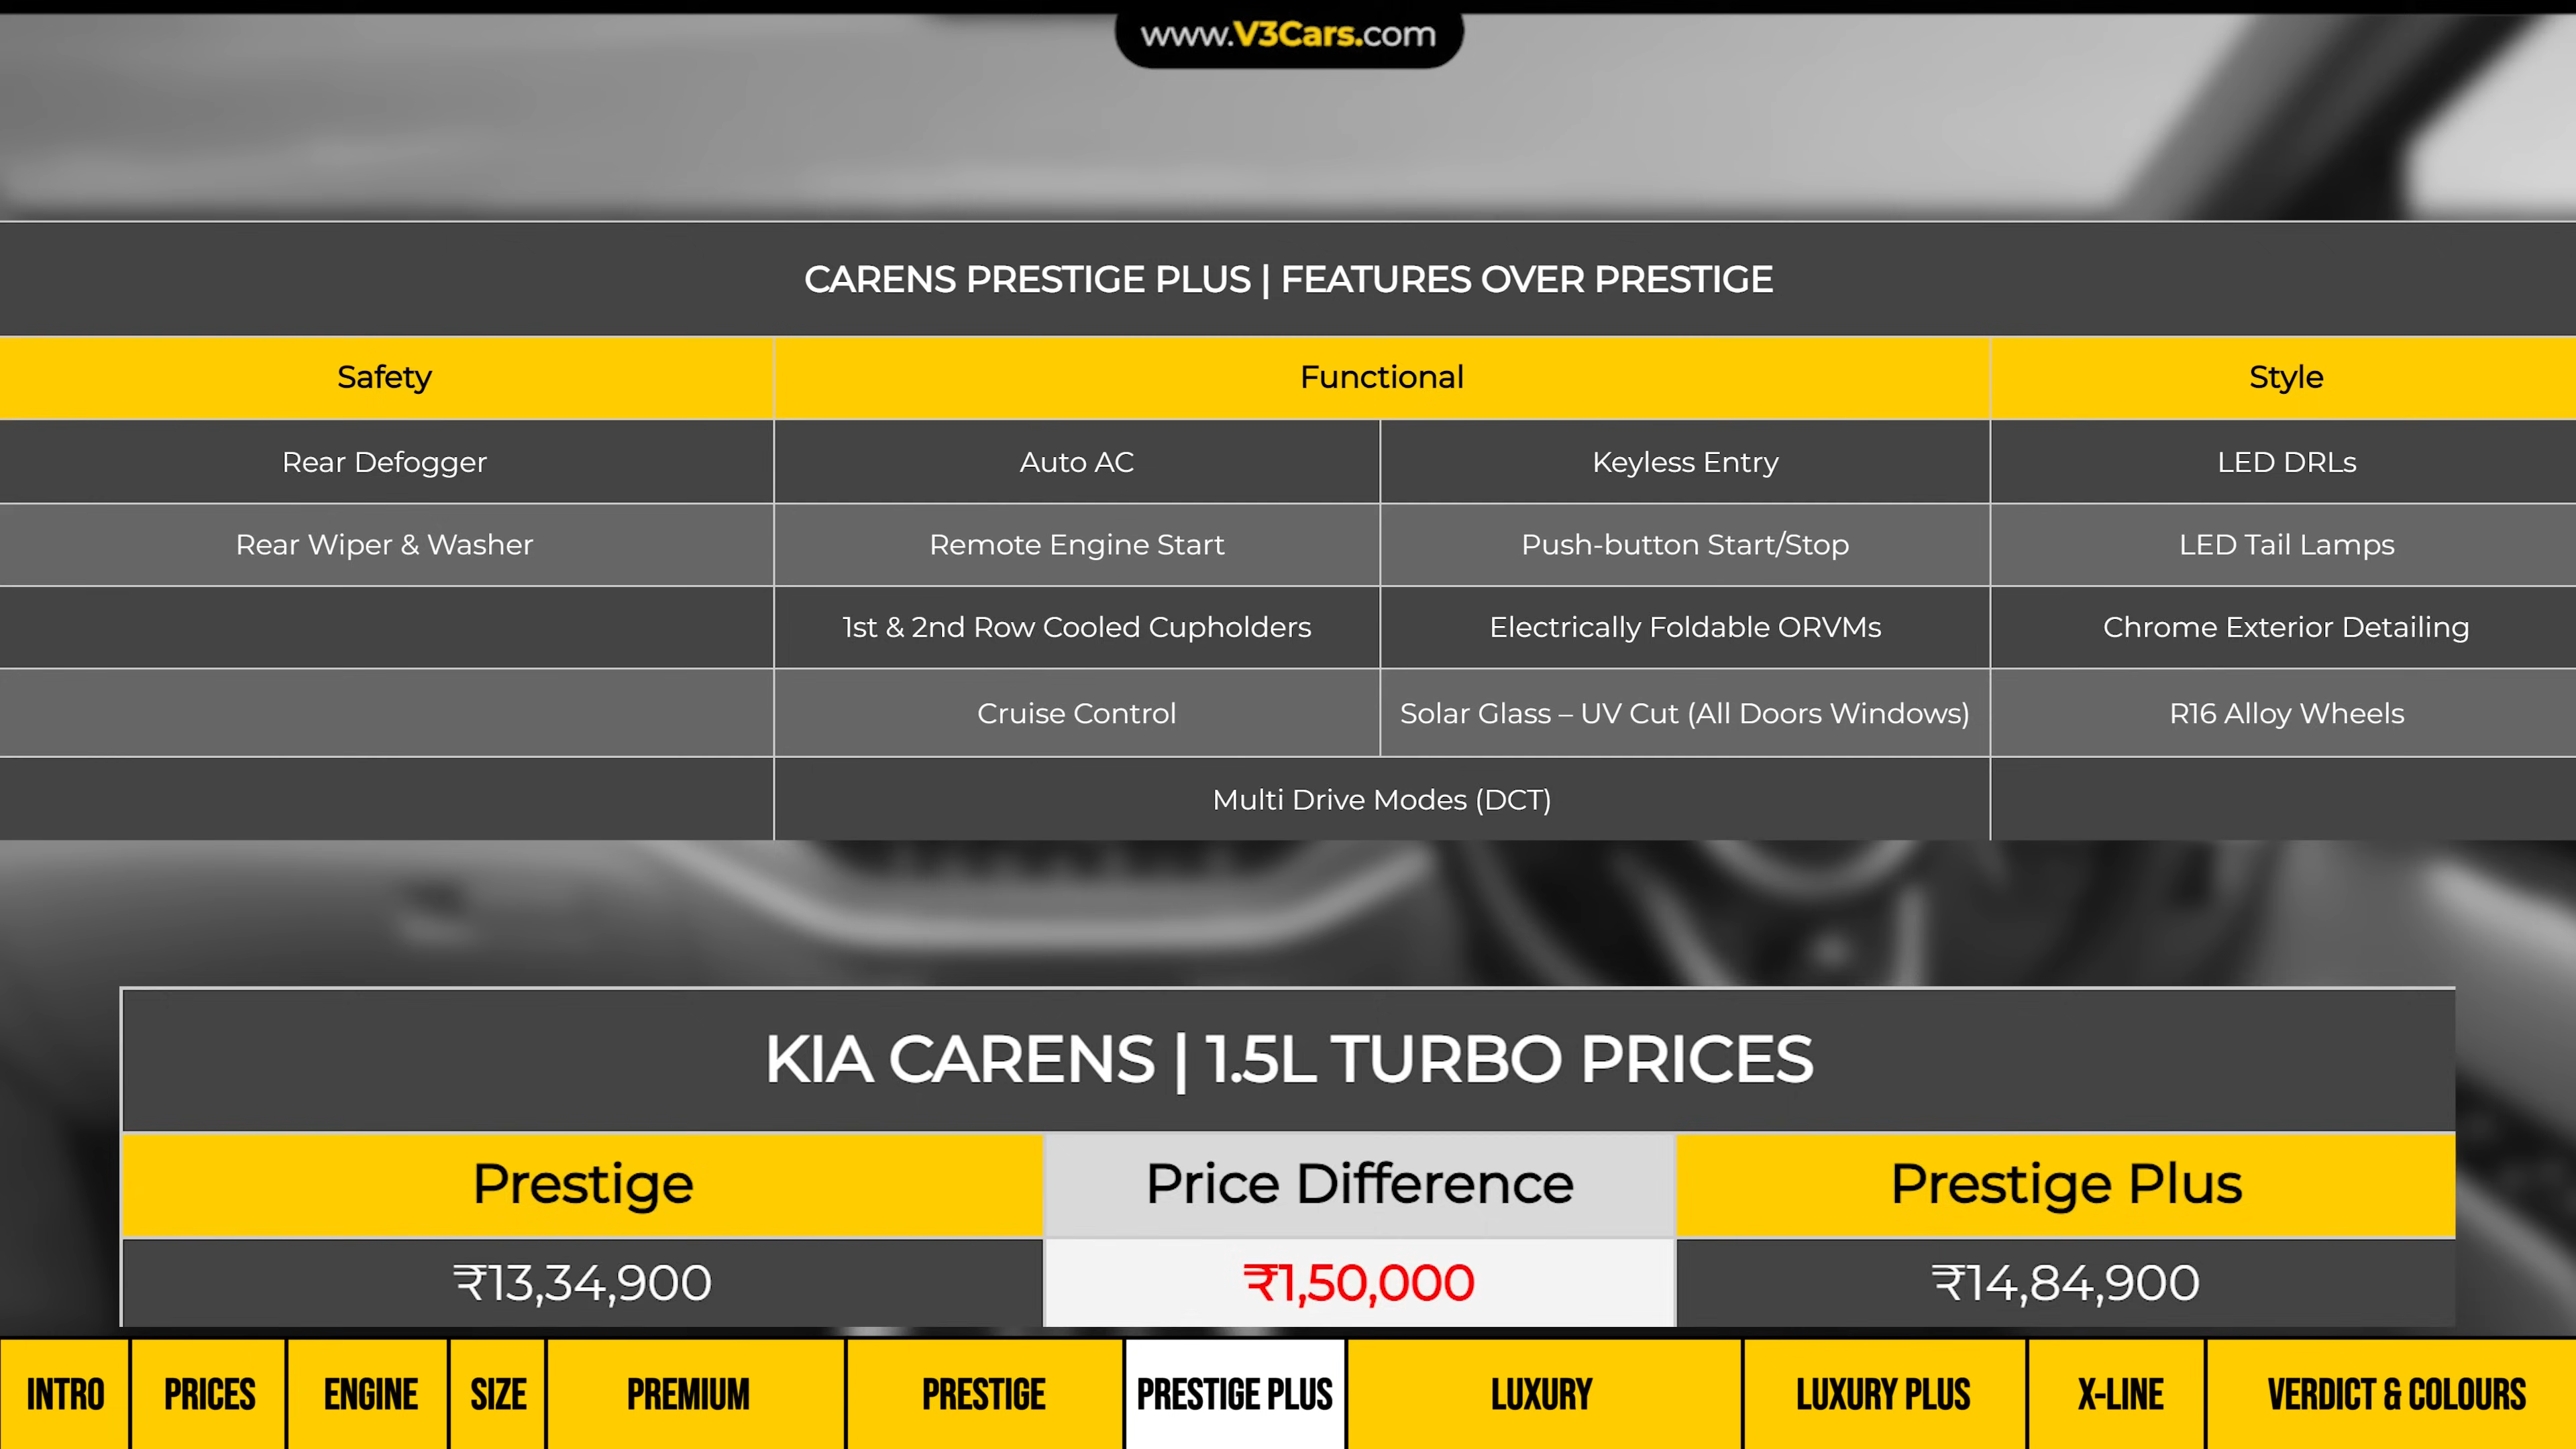 www.V3Cars.com
CARENS PRESTIGE PLUS | FEATURES OVER PRESTIGE
Safety Functional Style
Rear Defogger Auto AC Keyless Entry LED DRLs
Rear Wiper & Washer Remote Engine Start Push-button Start/Stop LED Tail Lamps
1st & 2nd Row Cooled Cupholders Electrically Foldable ORVMs Chrome Exterior Detailing
Cruise Control Solar Glass – UV Cut (All Doors Windows) R16 Alloy Wheels
Multi Drive Modes (DCT)
KIA CARENS | 1.5L TURBO PRICES
Prestige Price Difference Prestige Plus
₹13,34,900 ₹1,50,000 ₹14,84,900
INTRO PRICES ENGINE SIZE PREMIUM PRESTIGE PRESTIGE PLUS LUXURY LUXURY PLUS X-LINE VERDICT & COLOURS